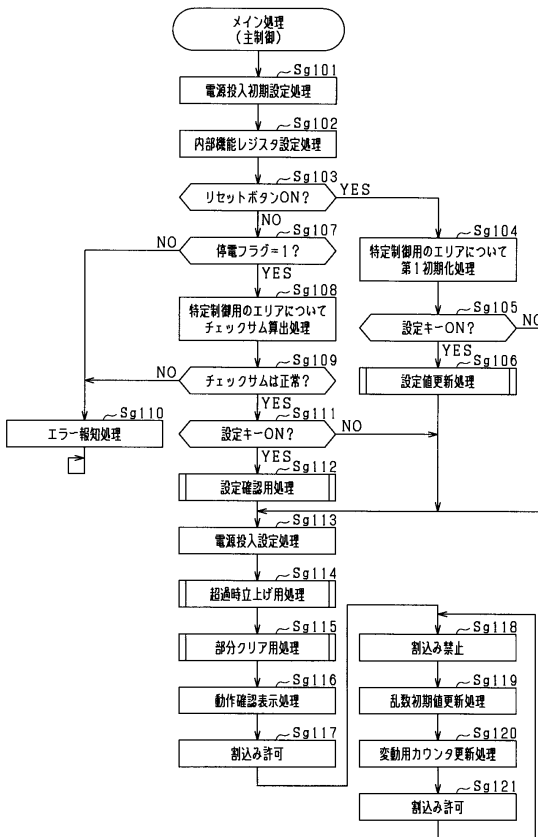 メイン処理
(主制御)
Sg101
電源投入初期設定処理
Sg102
内部機能レジスタ設定処理
Sg103
リセットボタンON?
YES
NO
Sg104
特定制御用のエリアについて
第1初期化処理
Sg105
設定キーON?
NO
YES
Sg106
設定値更新処理
Sg107
停電フラグ=1?
NO
YES
Sg108
特定制御用のエリアについて
チェックサム算出処理
Sg109
チェックサムは正常?
NO
YES
Sg110
エラー報知処理
Sg111
設定キーON?
NO
YES
Sg112
設定確認用処理
Sg113
電源投入設定処理
Sg114
超過時立上げ用処理
Sg115
部分クリア用処理
Sg116
動作確認表示処理
Sg117
割込み許可
Sg118
割込み禁止
Sg119
乱数初期値更新処理
Sg120
変動用カウンタ更新処理
Sg121
割込み許可